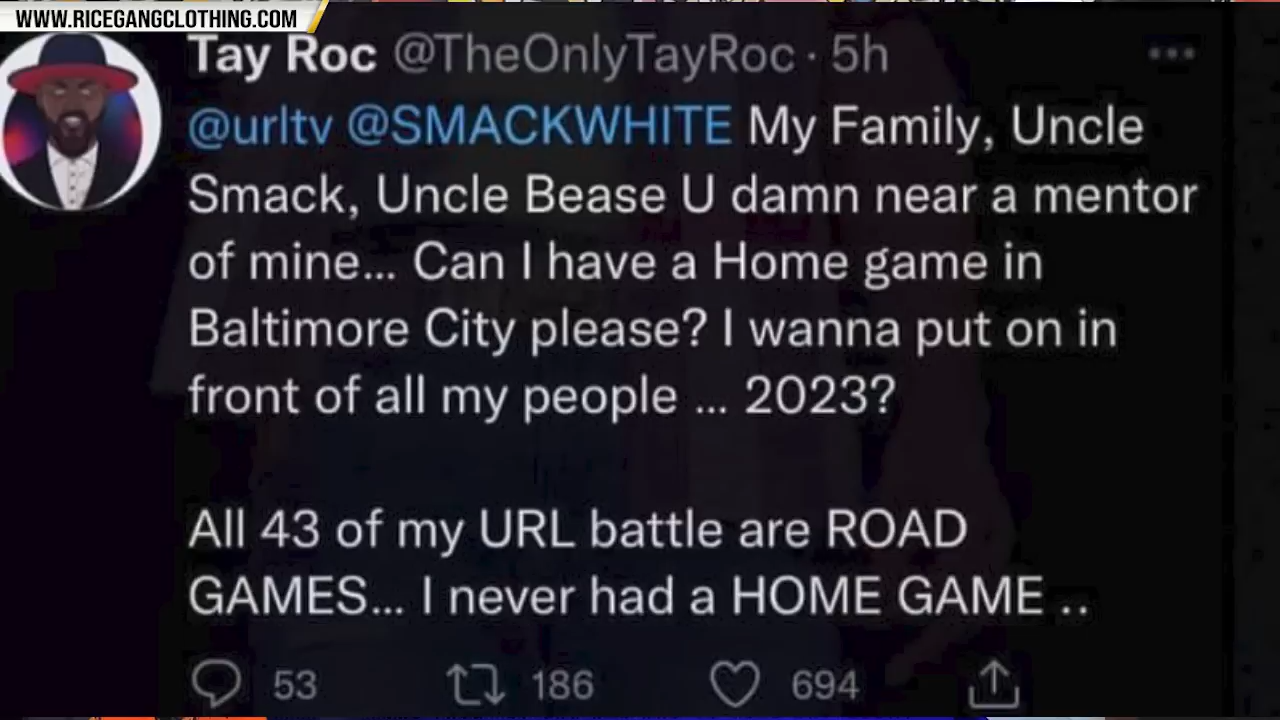 WWW.RICEGANGCLOTHING.COM
Tay Roc @TheOnlyTayRoc · 5h
@urltv @SMACKWHITE My Family, Uncle
Smack, Uncle Bease U damn near a mentor
of mine... Can I have a Home game in
Baltimore City please? I wanna put on in
front of all my people ... 2023?
All 43 of my URL battle are ROAD
GAMES... I never had a HOME GAME ..
53 186 694